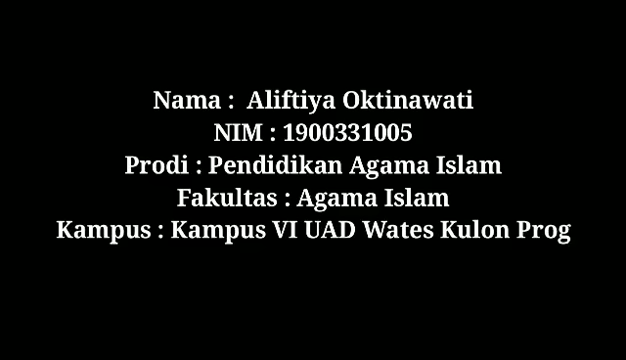 Nama :  Aliftiya Oktinawati
NIM : 1900331005
Prodi : Pendidikan Agama Islam
Fakultas : Agama Islam
Kampus : Kampus VI UAD Wates Kulon Prog